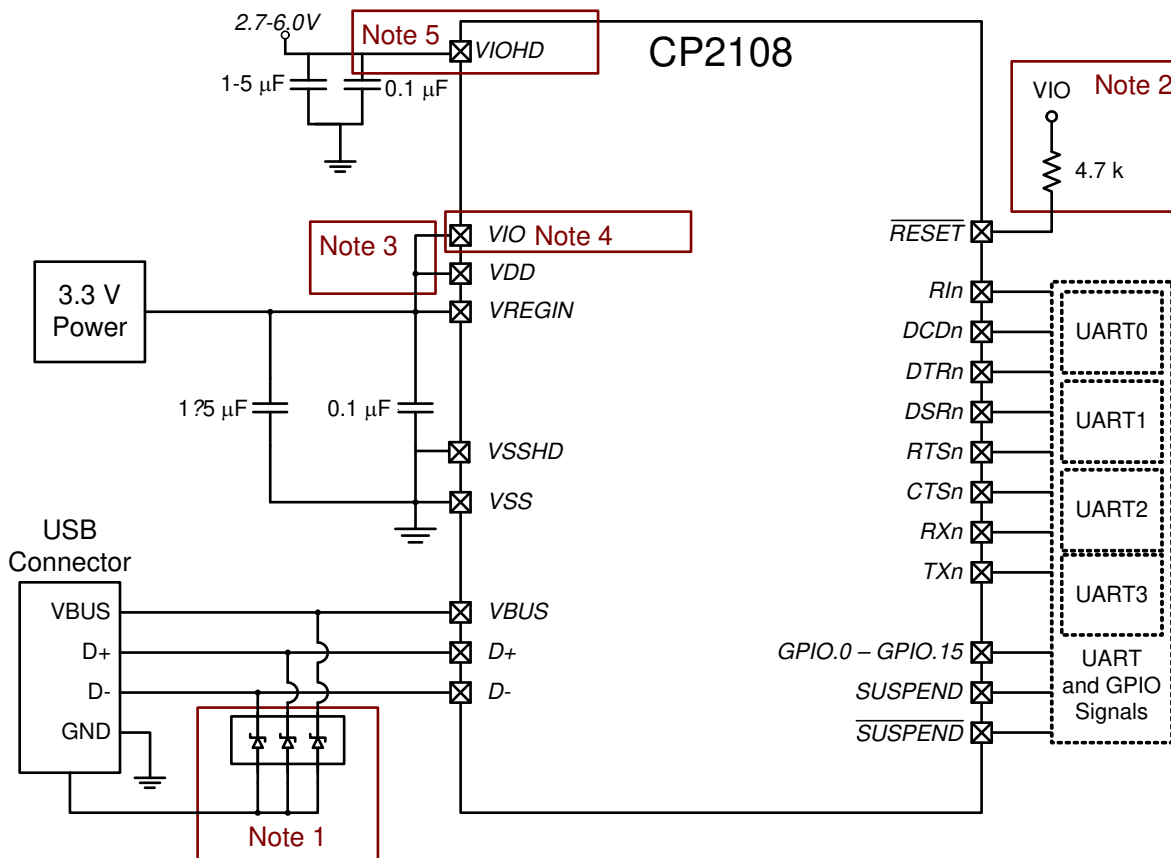 2.7-6.0V
Note 5
VIOHD
CP2108
1-5 μF
0.1 μF
VIO
Note 2
4.7 k
RESET
Note 3
VIO
Note 4
VDD
VREGIN
3.3 V
Power
1?5 μF
0.1 μF
VSSHD
VSS
RIn
DCDn
DTRn
DSRn
RTSn
CTSn
RXn
TXn
UART0
UART1
UART2
UART3
USB
Connector
VBUS
D+
D-
GND
VBUS
D+
D-
GPIO.0 – GPIO.15
SUSPEND
SUSPEND
UART
and GPIO
Signals
Note 1